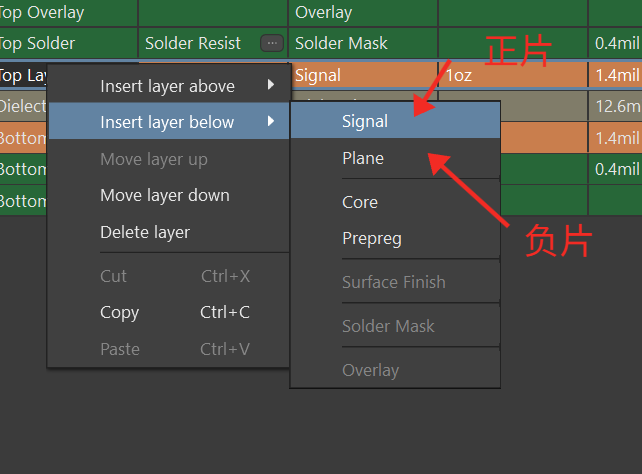 Top Overlay Overlay
Top Solder Solder Resist ... Solder Mask 0.4mil
正片
Top Lay Signal 1oz 1.4mil
Insert layer above
Dielect 12.6m
Insert layer below Signal
Bottom 1.4mil
Move layer up Plane
Bottom 0.4mil
Move layer down Core
Bottom
Delete layer Prepreg
负片
Cut Ctrl+X Surface Finish
Copy Ctrl+C Solder Mask
Paste Ctrl+V Overlay